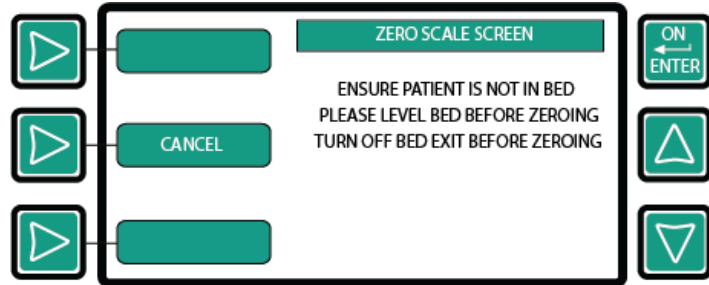 ZERO SCALE SCREEN
ON
ENTER
ENSURE PATIENT IS NOT IN BED
PLEASE LEVEL BED BEFORE ZEROING
CANCEL
TURN OFF BED EXIT BEFORE ZEROING